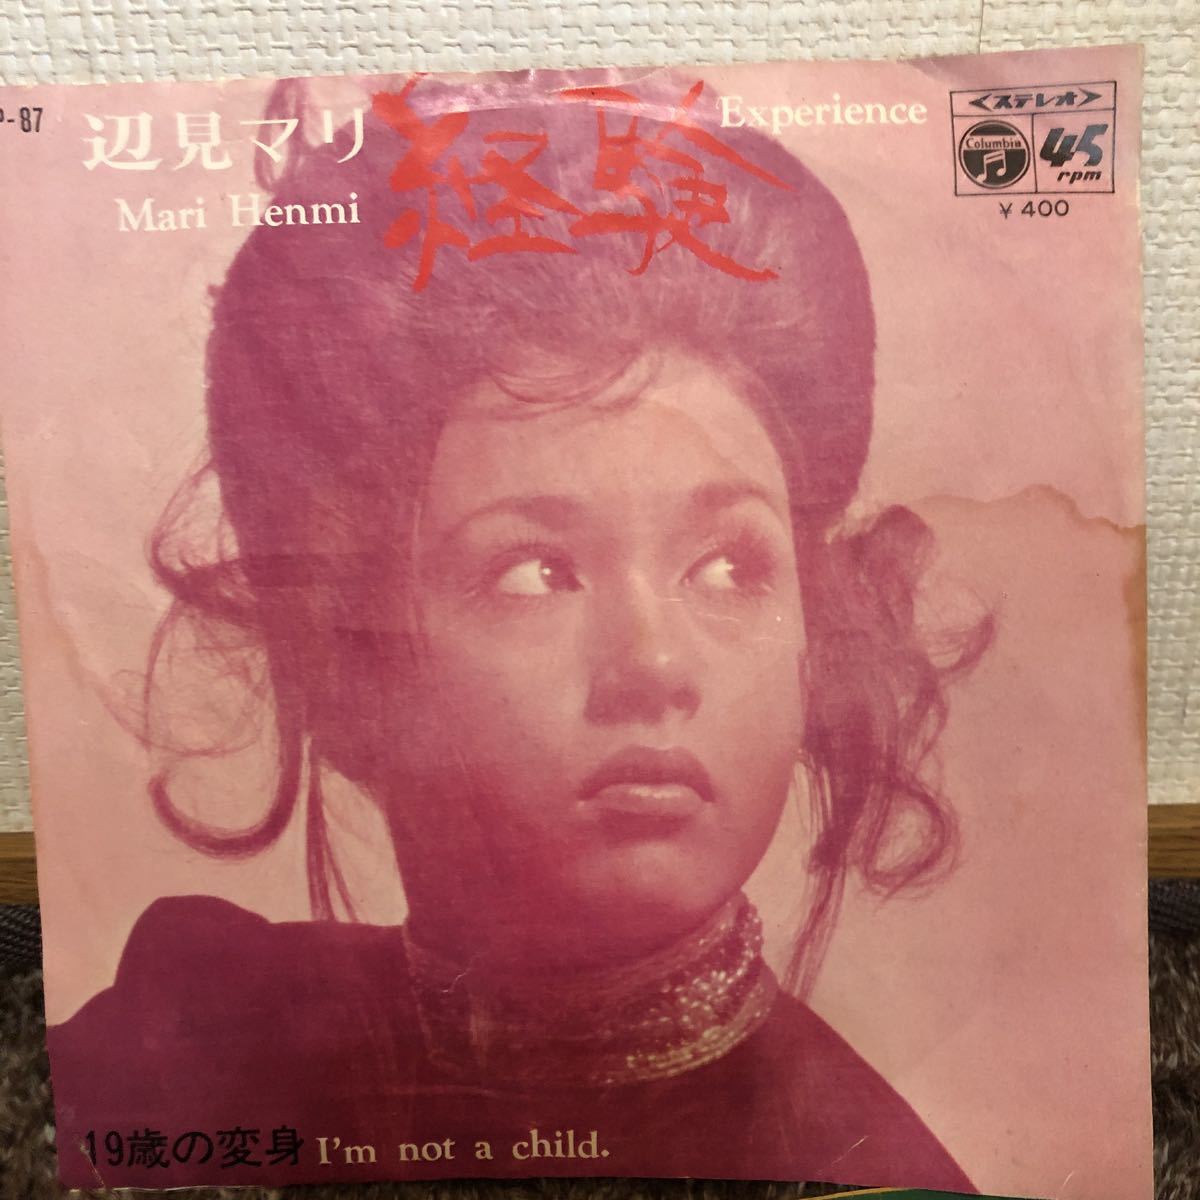 P-87
辺見マリ
Mari Henmi
経験
Experience
<ステレオ>
Columbia
45
rpm
¥400
19歳の変身 I'm not a child.